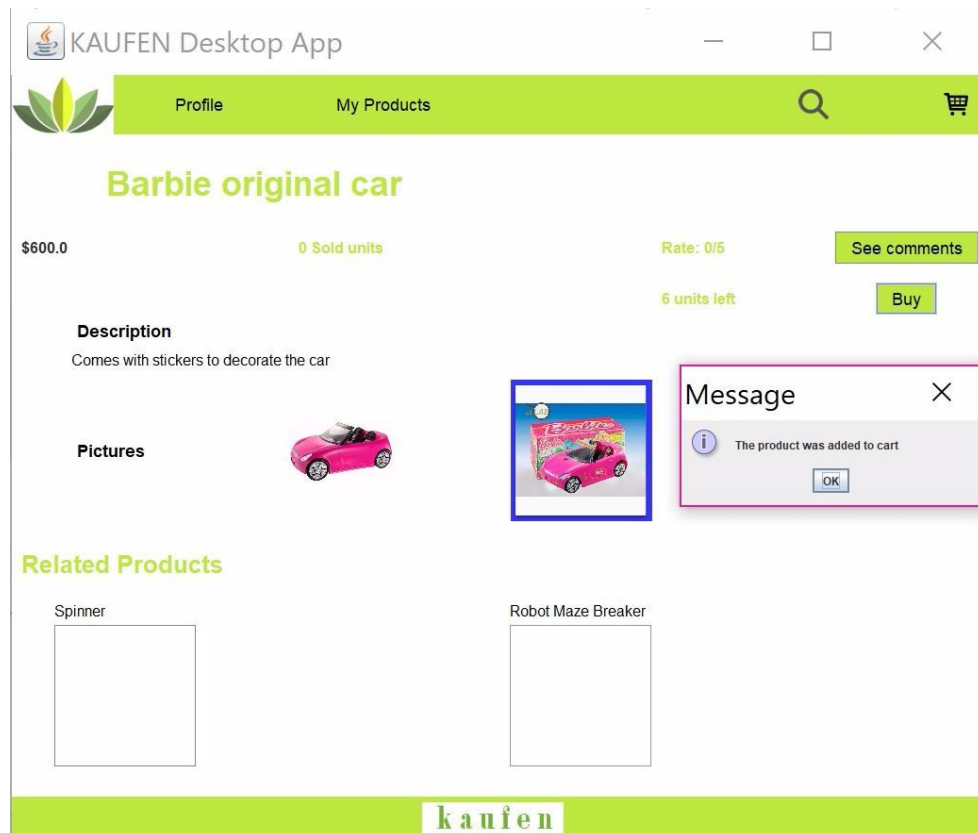 KAUFEN Desktop App
Profile My Products
Barbie original car
$600.0 0 Sold units Rate: 0/5 See comments
6 units left Buy
Description
Comes with stickers to decorate the car
Message
The product was added to cart
OK
Pictures
Barbie
Related Products
Spinner Robot Maze Breaker
kaufen